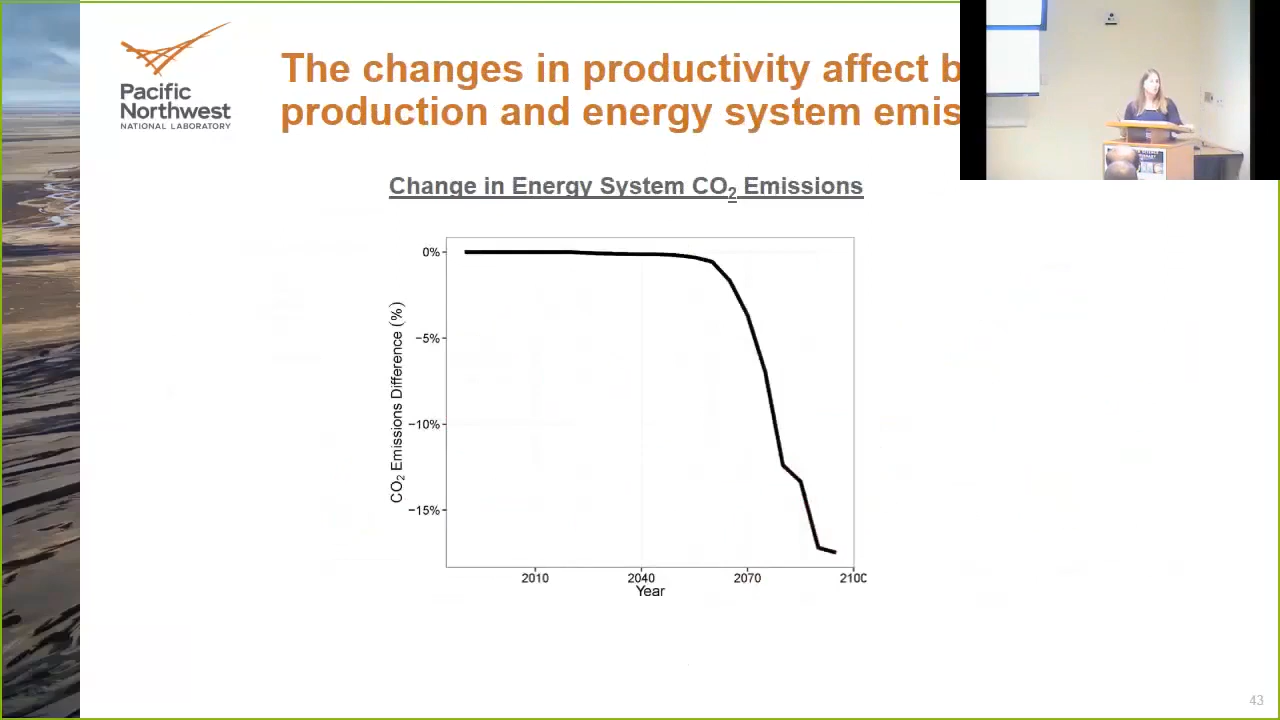 Pacific
Northwest
NATIONAL LABORATORY
The changes in productivity affect
production and energy system
Change in Energy System CO₂ Emissions
CO₂ Emissions Difference (%)
0%
−5%
−10%
−15%
2010
2040
2070
2100
Year
43